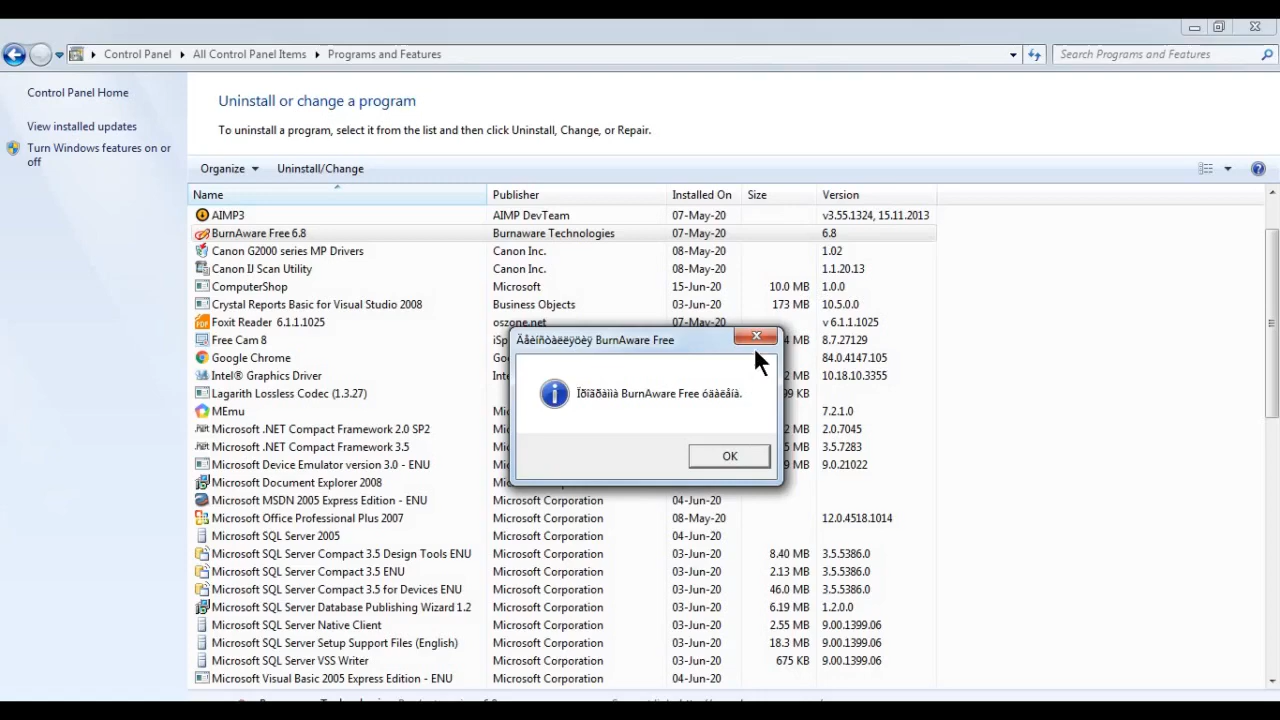 Control Panel
All Control Panel Items
Programs and Features
Search Programs and Features
Control Panel Home
View installed updates
Turn Windows features on or
off
Uninstall or change a program
To uninstall a program, select it from the list and then click Uninstall, Change, or Repair.
Organize
Uninstall/Change
Name Publisher Installed On Size Version
AIMP3 AIMP DevTeam 07-May-20 v3.55.1324, 15.11.2013
BurnAware Free 6.8 Burnaware Technologies 07-May-20 6.8
Canon G2000 series MP Drivers Canon Inc. 08-May-20 1.02
Canon IJ Scan Utility Canon Inc. 08-May-20 1.1.20.13
ComputerShop Microsoft 15-Jun-20 10.0 MB 1.0.0
Crystal Reports Basic for Visual Studio 2008 Business Objects 03-Jun-20 173 MB 10.5.0.0
Foxit Reader 6.1.1.1025 oszone.net 07-May-20 v 6.1.1.1025
Free Cam 8 4 MB 8.7.27129
Google Chrome 84.0.4147.105
Intel® Graphics Driver 10.18.10.3355
Lagarith Lossless Codec (1.3.27) 99 KB
MEmu 7.2.1.0
Microsoft .NET Compact Framework 2.0 SP2 2.0.7045
Microsoft .NET Compact Framework 3.5 3.5.7283
Microsoft Device Emulator version 3.0 - ENU 9.0.21022
Microsoft Document Explorer 2008
Microsoft MSDN 2005 Express Edition - ENU Microsoft Corporation 04-Jun-20
Microsoft Office Professional Plus 2007 Microsoft Corporation 08-May-20 12.0.4518.1014
Microsoft SQL Server 2005 Microsoft Corporation 04-Jun-20
Microsoft SQL Server Compact 3.5 Design Tools ENU Microsoft Corporation 03-Jun-20 8.40 MB 3.5.5386.0
Microsoft SQL Server Compact 3.5 ENU Microsoft Corporation 03-Jun-20 2.13 MB 3.5.5386.0
Microsoft SQL Server Compact 3.5 for Devices ENU Microsoft Corporation 03-Jun-20 46.0 MB 3.5.5386.0
Microsoft SQL Server Database Publishing Wizard 1.2 Microsoft Corporation 03-Jun-20 6.19 MB 1.2.0.0
Microsoft SQL Server Native Client Microsoft Corporation 03-Jun-20 2.55 MB 9.00.1399.06
Microsoft SQL Server Setup Support Files (English) Microsoft Corporation 03-Jun-20 18.3 MB 9.00.1399.06
Microsoft SQL Server VSS Writer Microsoft Corporation 03-Jun-20 675 KB 9.00.1399.06
Microsoft Visual Basic 2005 Express Edition - ENU Microsoft Corporation 04-Jun-20
Äåèíñòàëëÿöèÿ BurnAware Free
Ïðîãðàììà BurnAware Free óäàëåíà.
OK